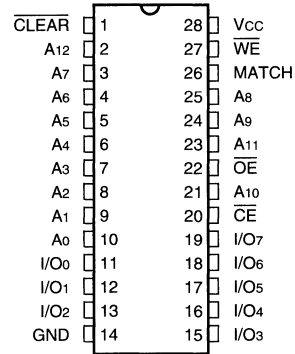 CLEAR 1 28 Vcc
A12 2 27 WE
A7 3 26 MATCH
A6 4 25 A8
A5 5 24 A9
A4 6 23 A11
A3 7 22 OE
A2 8 21 A10
A1 9 20 CE
A0 10 19 I/O7
I/O0 11 18 I/O6
I/O1 12 17 I/O5
I/O2 13 16 I/O4
GND 14 15 I/O3